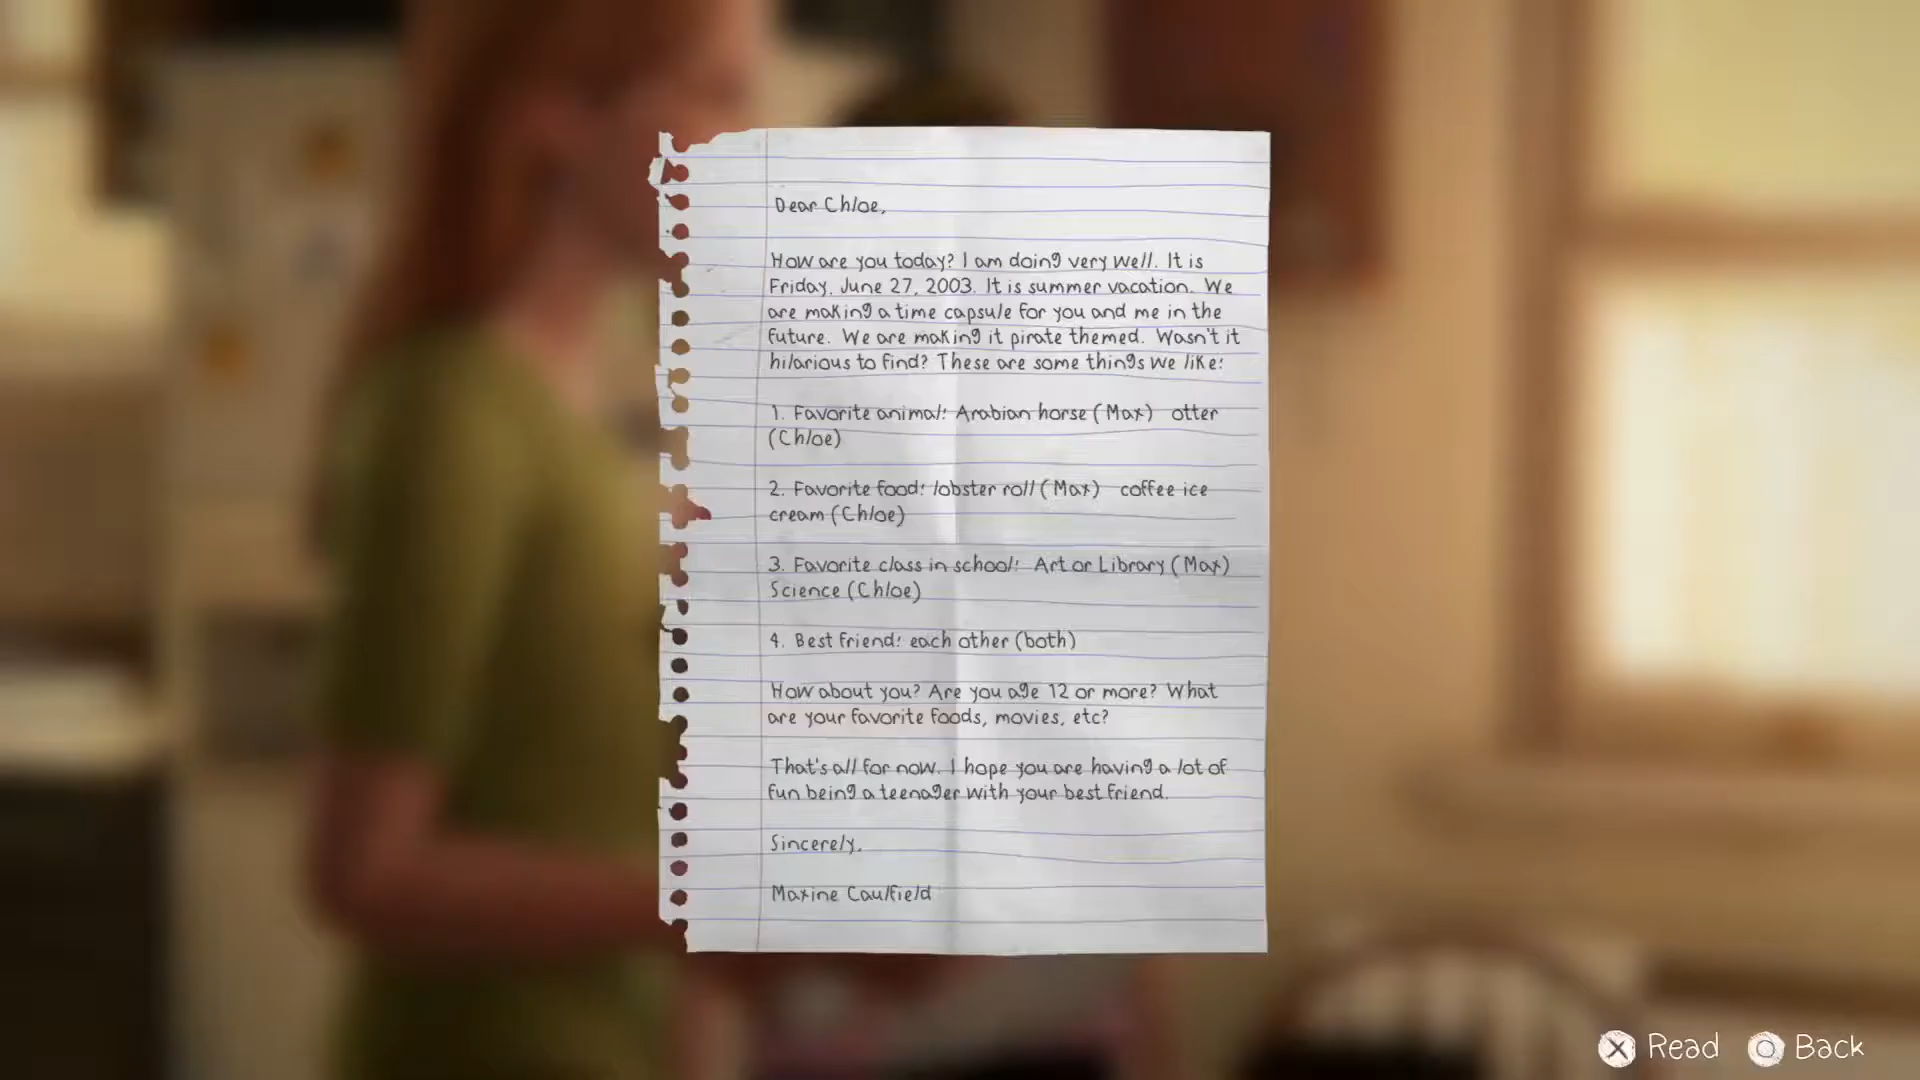 Dear Chloe,
How are you today? I am doing very well. It is
Friday, June 27, 2003. It is summer vacation. We
are making a time capsule for you and me in the
future. We are making it pirate themed. Wasn't it
hilarious to find? These are some things we like:
1. Favorite animal: Arabian horse (Max) otter
(Chloe)
2. Favorite food: lobster roll (Max) coffee ice
cream (Chloe)
3. Favorite class in school: Art or Library (Max)
Science (Chloe)
4. Best friend: each other (both)
How about you? Are you age 12 or more? What
are your favorite foods, movies, etc?
That's all for now. I hope you are having a lot of
fun being a teenager with your best friend.
Sincerely,
Maxine Caulfield
Read Back